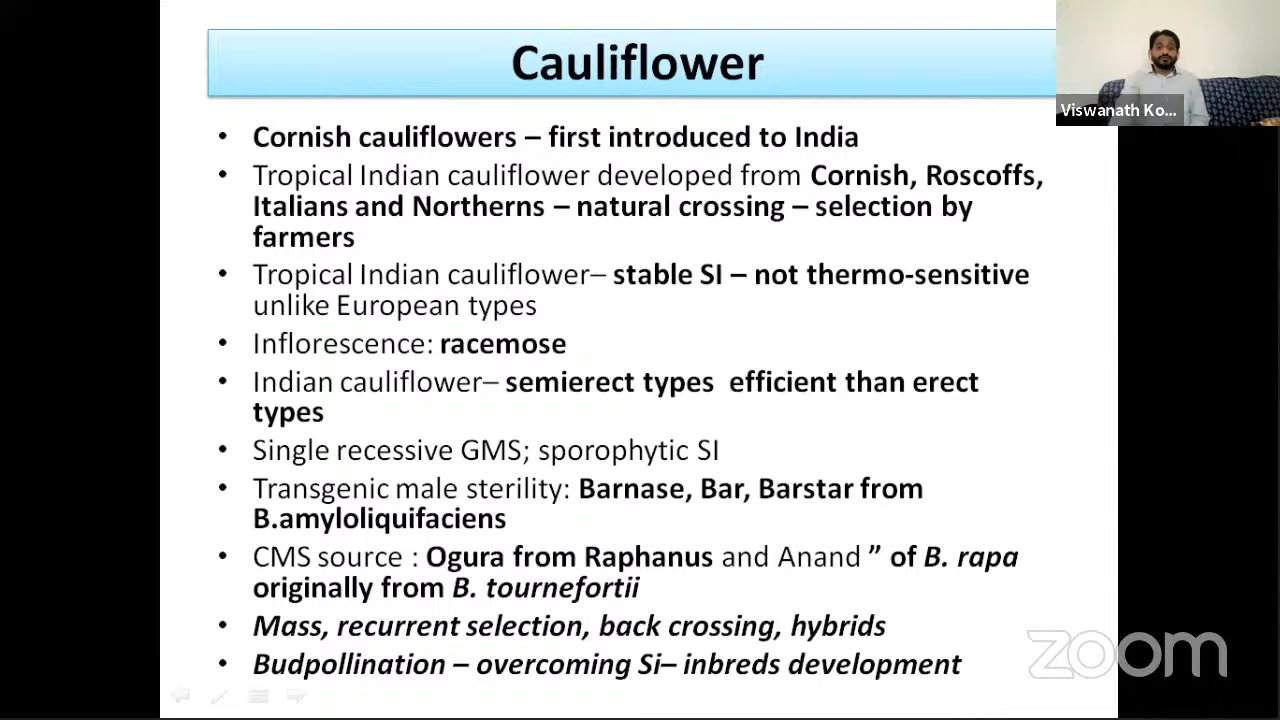 Cauliflower
Viswanath Ko...
• Cornish cauliflowers – first introduced to India
• Tropical Indian cauliflower developed from Cornish, Roscoffs,
Italians and Northerns – natural crossing – selection by
farmers
• Tropical Indian cauliflower– stable SI – not thermo-sensitive
unlike European types
• Inflorescence: racemose
• Indian cauliflower– semierect types efficient than erect
types
• Single recessive GMS; sporophytic SI
• Transgenic male sterility: Barnase, Bar, Barstar from
B.amyloliquifaciens
• CMS source : Ogura from Raphanus and Anand ” of B. rapa
originally from B. tournefortii
• Mass, recurrent selection, back crossing, hybrids
• Budpollination – overcoming Si– inbreds development
zoom